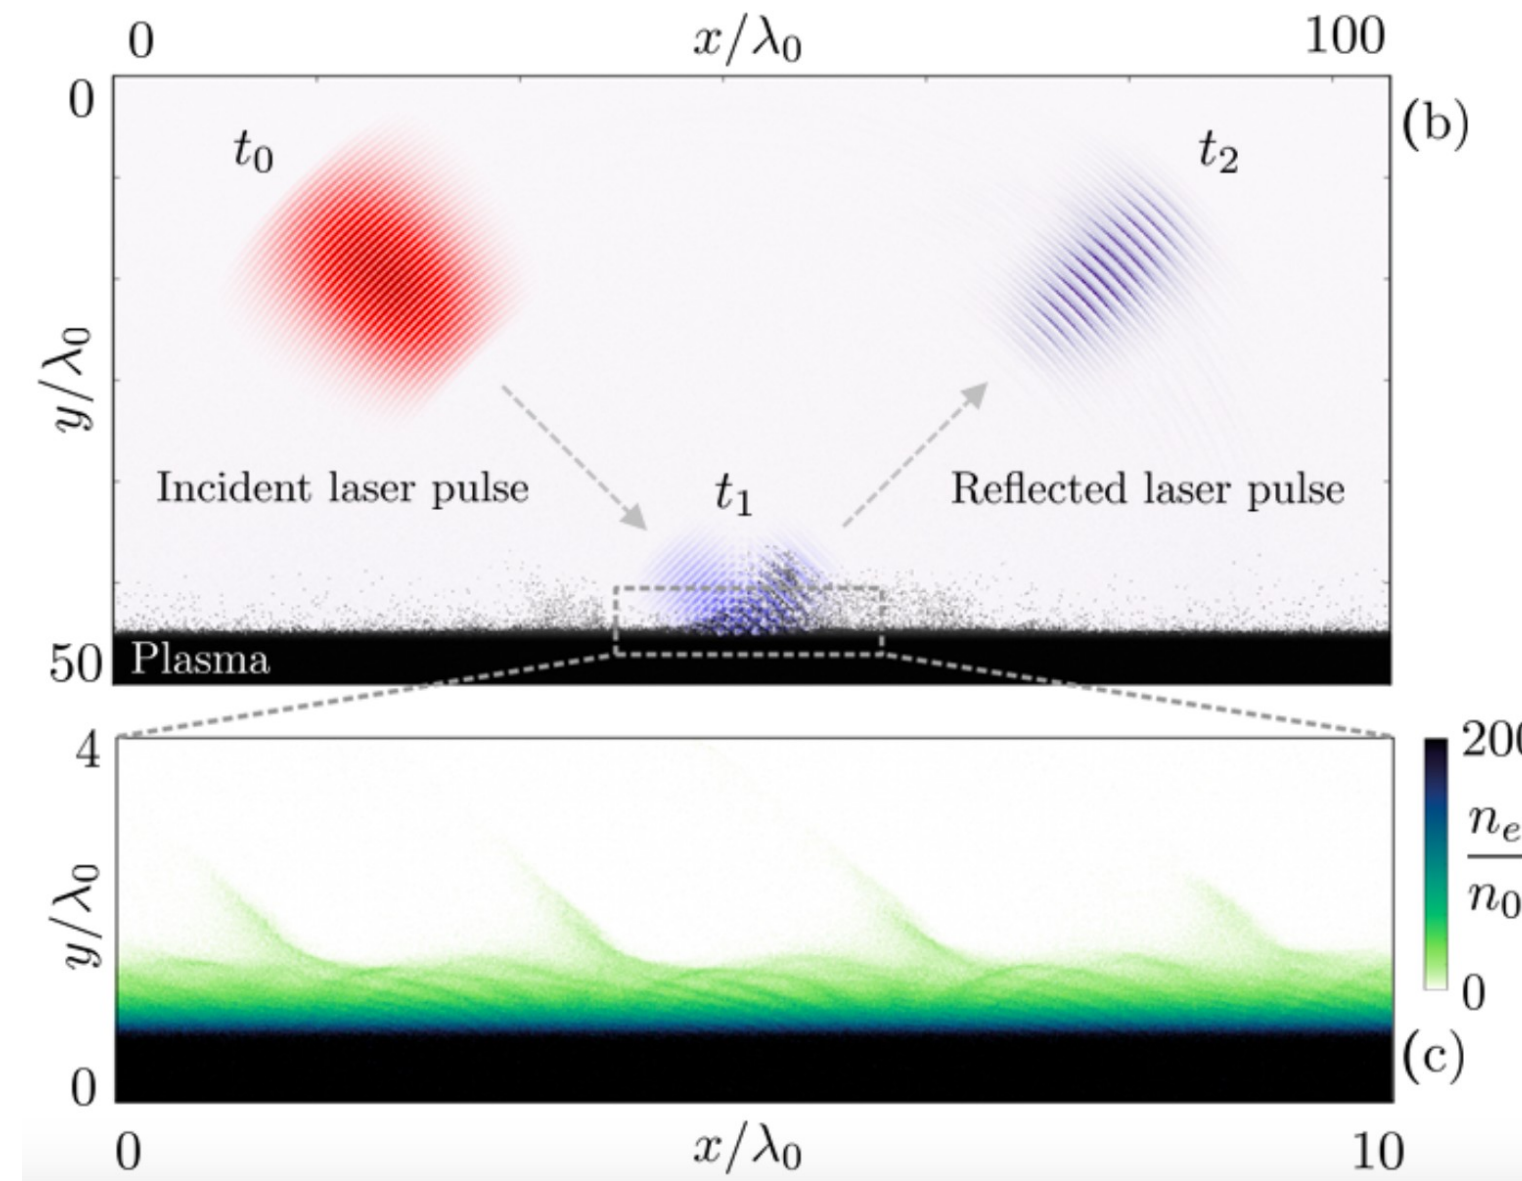 0 x/λ₀ 100
0 (b)
t₀ t₂
y/λ₀
Incident laser pulse t₁ Reflected laser pulse
50 Plasma
4 200
nₑ
n₀
y/λ₀
0
(c)
0
0 x/λ₀ 10